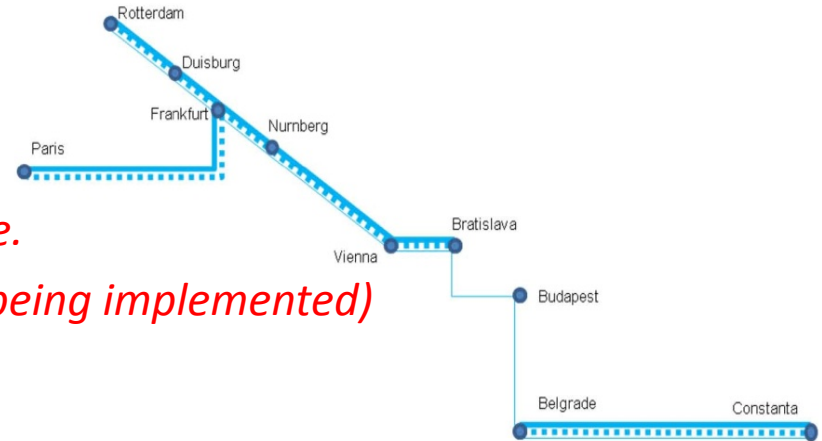 Rotterdam
Duisburg
Frankfurt
Nurnberg
Paris
e.
Bratislava
Vienna
being implemented)
Budapest
Belgrade
Constanta